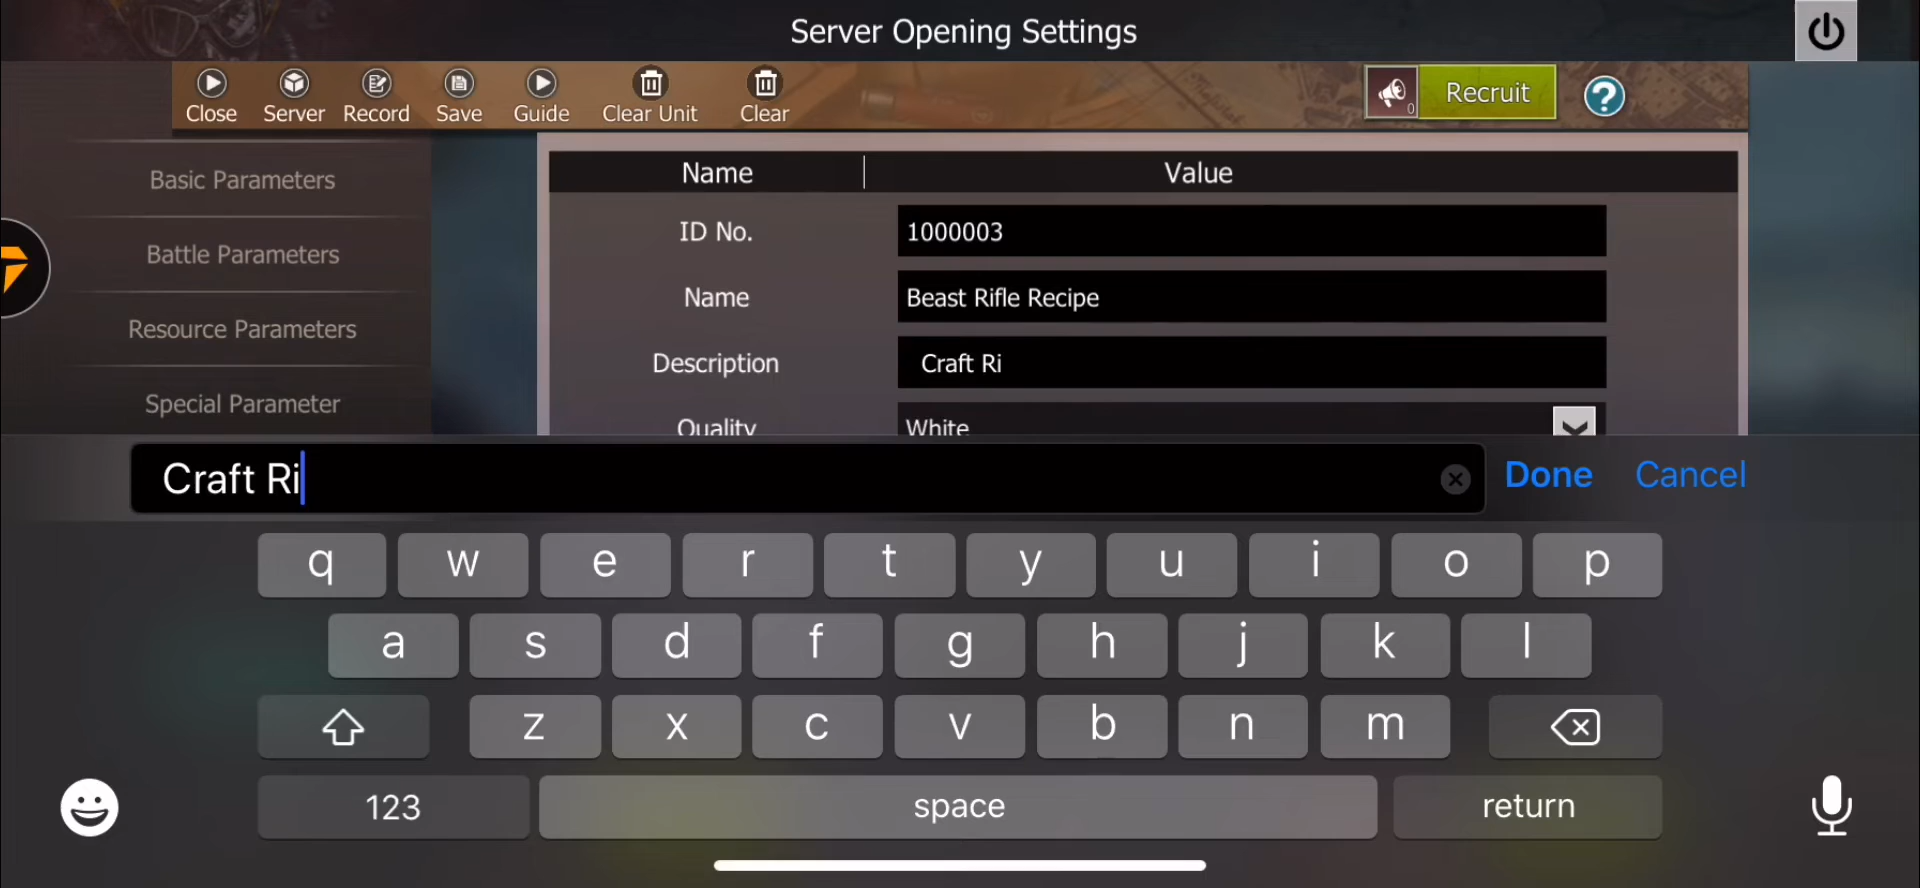 Server Opening Settings
Close Server Record Save Guide Clear Unit Clear
0 Recruit ?
Basic Parameters
Battle Parameters
Resource Parameters
Special Parameter
Name Value
ID No. 1000003
Name Beast Rifle Recipe
Description Craft Ri
Quality White
Craft Ri Done Cancel
q w e r t y u i o p
a s d f g h j k l
z x c v b n m
123 space return